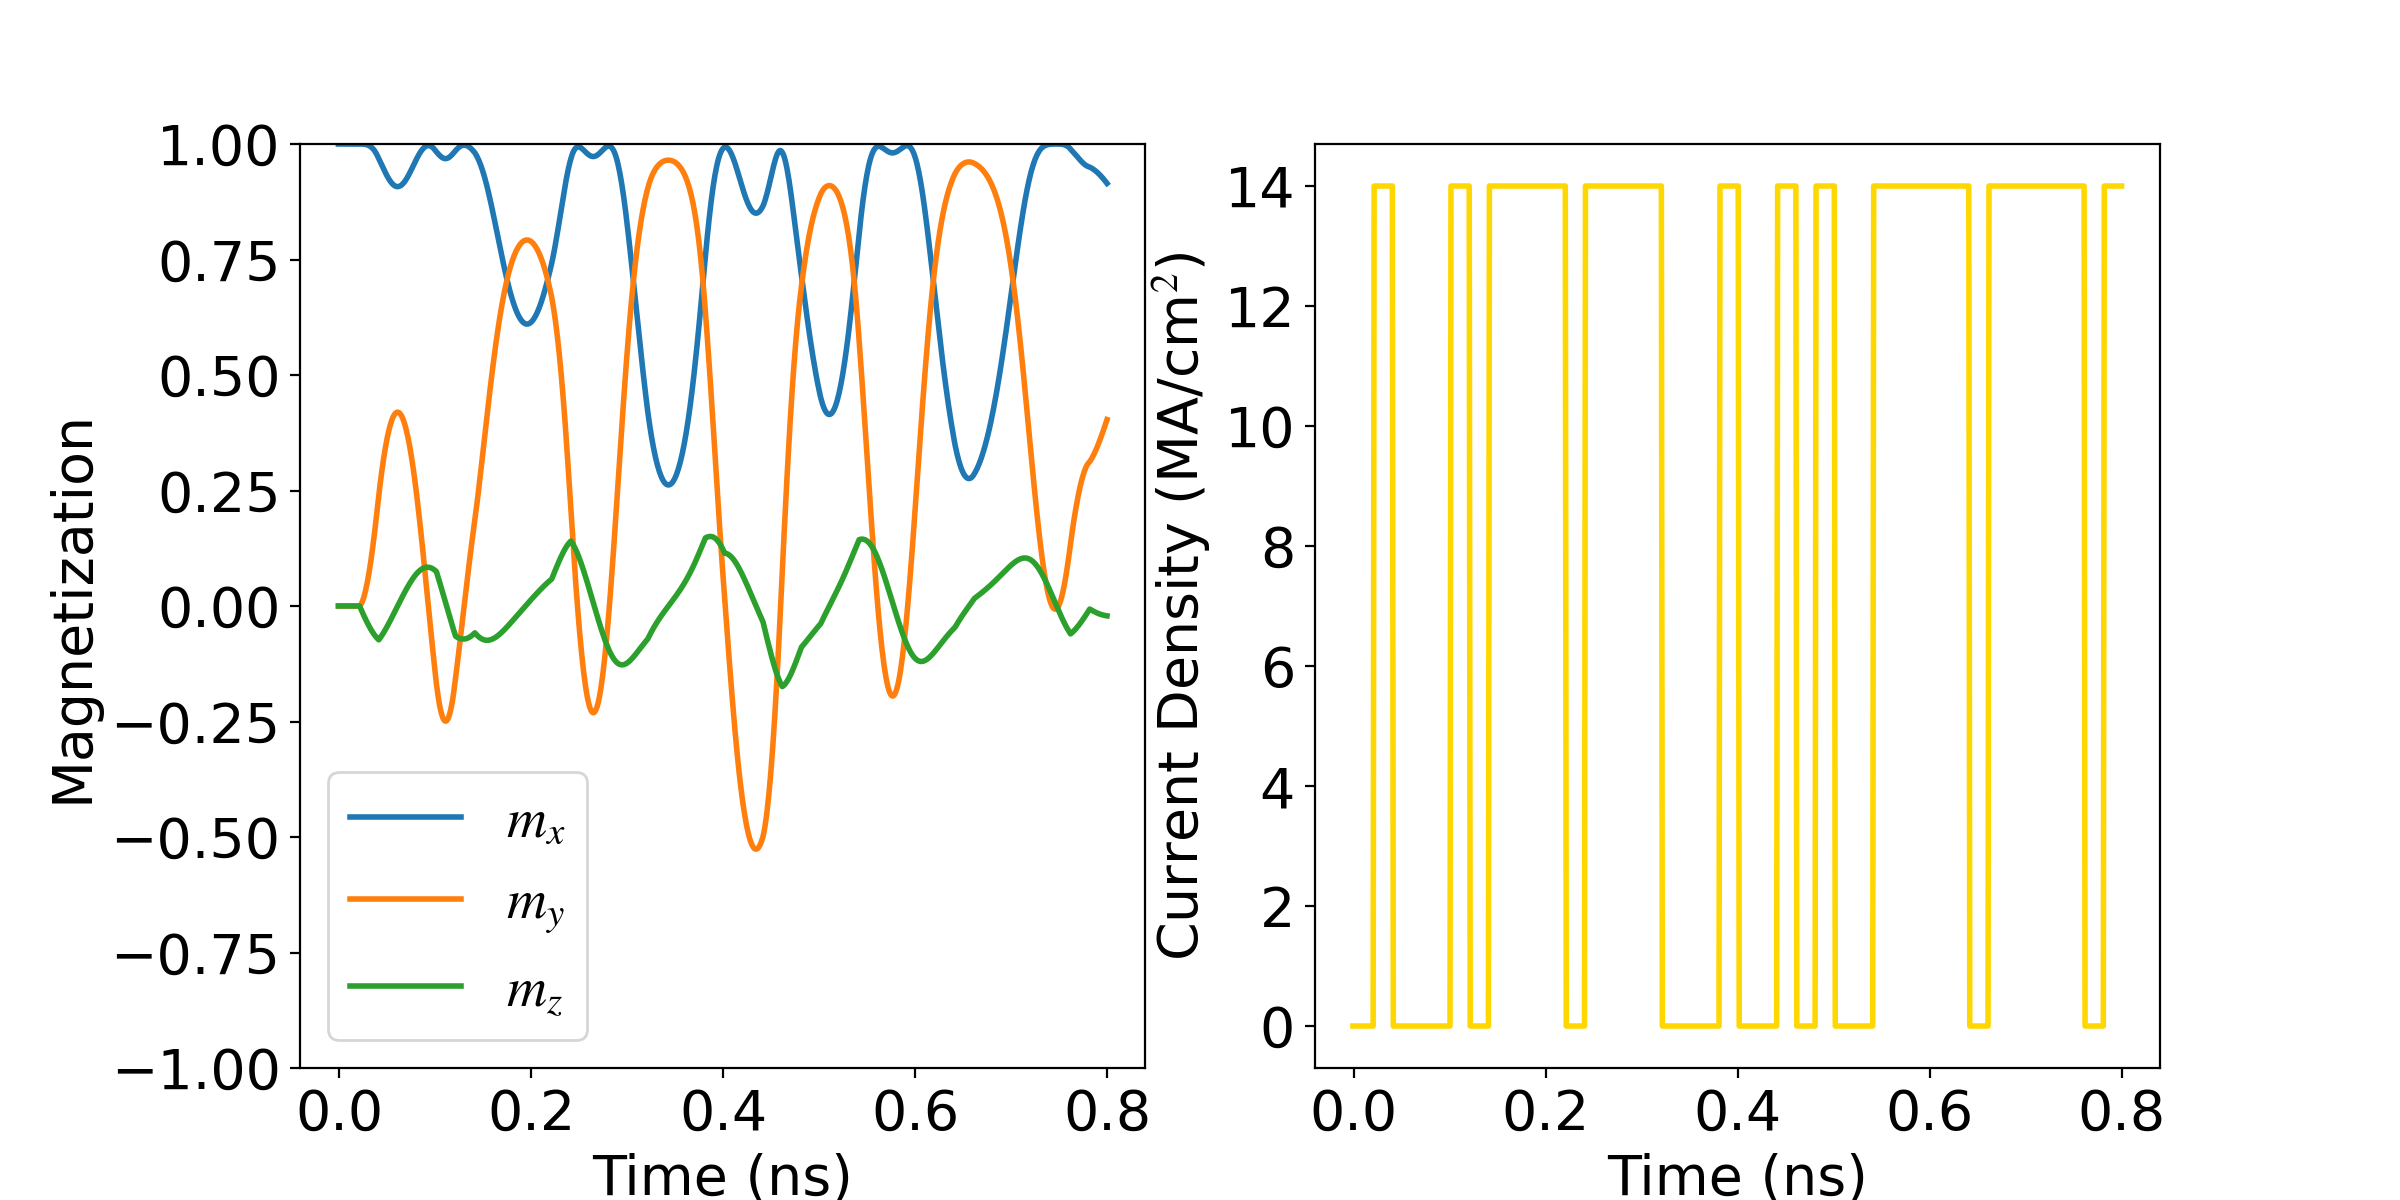 1.00
0.75
0.50
0.25
0.00
−0.25
−0.50
−0.75
−1.00
Magnetization
m_x
m_y
m_z
0.0 0.2 0.4 0.6 0.8
Time (ns)
14
12
10
8
6
4
2
0
Current Density (MA/cm²)
0.0 0.2 0.4 0.6 0.8
Time (ns)